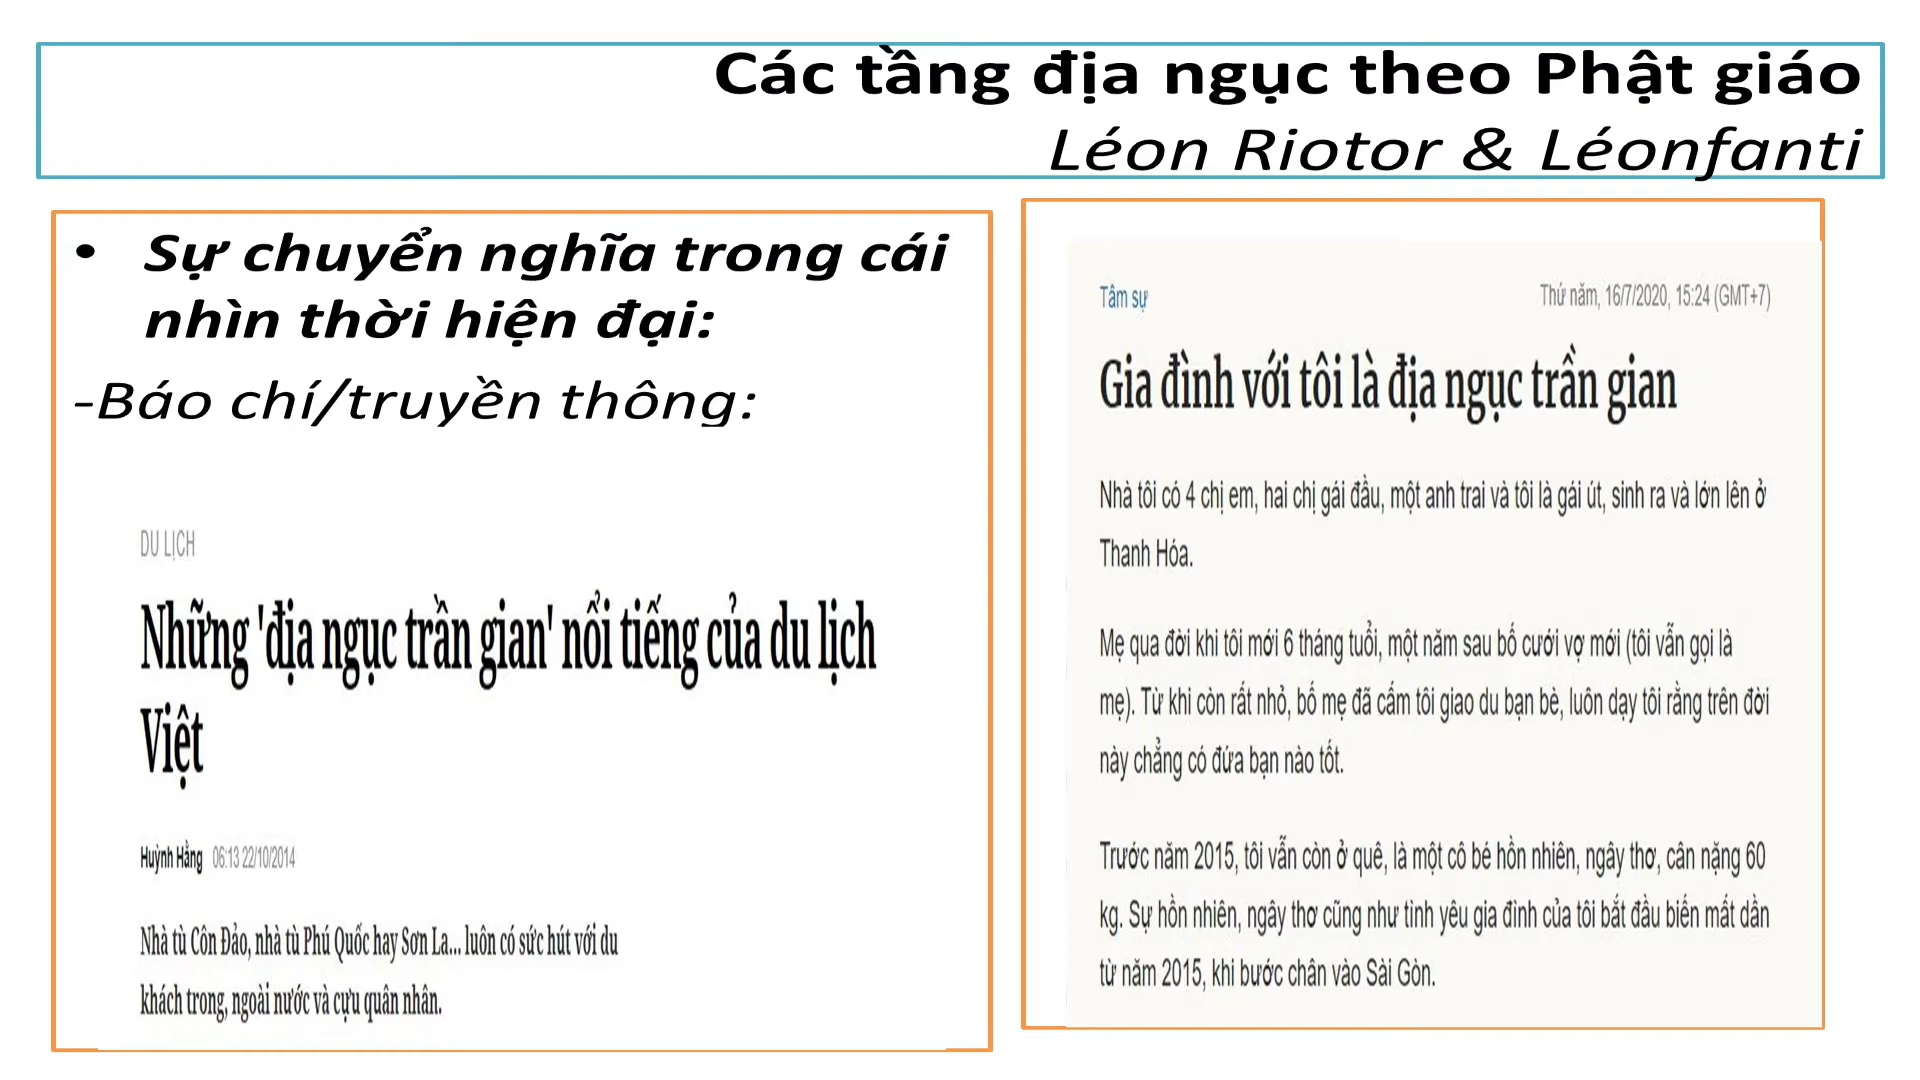 Các tầng địa ngục theo Phật giáo
Léon Riotor & Léonfanti
• Sự chuyển nghĩa trong cái
nhìn thời hiện đại:
-Báo chí/truyền thông:
DU LỊCH
Những 'địa ngục trần gian' nổi tiếng của du lịch
Việt
Huỳnh Hằng 06:13 22/10/2014
Nhà tù Côn Đảo, nhà tù Phú Quốc hay Sơn La... luôn có sức hút với du
khách trong, ngoài nước và cựu quân nhân.
Tâm sự
Thứ năm, 16/7/2020, 15:24 (GMT+7)
Gia đình với tôi là địa ngục trần gian
Nhà tôi có 4 chị em, hai chị gái đầu, một anh trai và tôi là gái út, sinh ra và lớn lên ở
Thanh Hóa.
Mẹ qua đời khi tôi mới 6 tháng tuổi, một năm sau bố cưới vợ mới (tôi vẫn gọi là
mẹ). Từ khi còn rất nhỏ, bố mẹ đã cấm tôi giao du bạn bè, luôn dạy tôi rằng trên đời
này chẳng có đứa bạn nào tốt.
Trước năm 2015, tôi vẫn còn ở quê, là một cô bé hồn nhiên, ngây thơ, cân nặng 60
kg. Sự hồn nhiên, ngây thơ cũng như tình yêu gia đình của tôi bắt đầu biến mất dần
từ năm 2015, khi bước chân vào Sài Gòn.